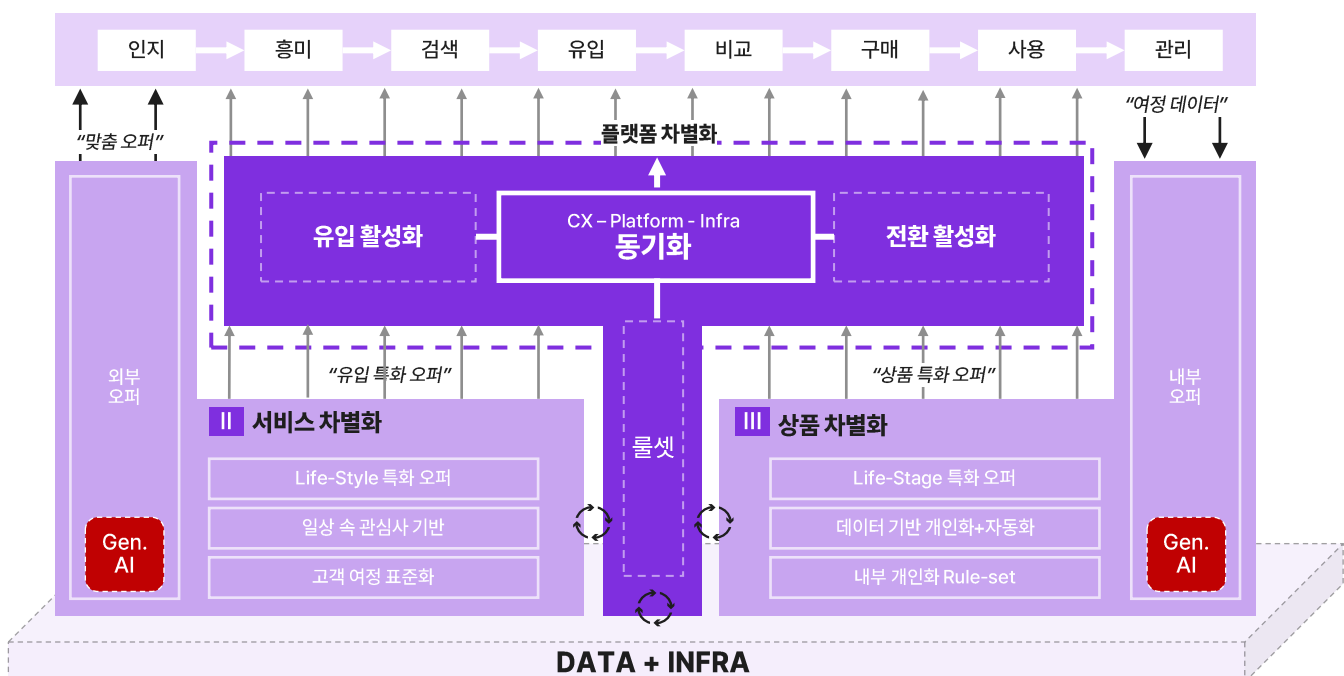 인지
흥미
검색
유입
비교
구매
사용
관리
“맞춤 오퍼”
“여정 데이터”
플랫폼 차별화
유입 활성화
CX – Platform - Infra
동기화
전환 활성화
“유입 특화 오퍼”
“상품 특화 오퍼”
외부
오퍼
내부
오퍼
II 서비스 차별화
Life-Style 특화 오퍼
일상 속 관심사 기반
고객 여정 표준화
룰셋
III 상품 차별화
Life-Stage 특화 오퍼
데이터 기반 개인화+자동화
내부 개인화 Rule-set
Gen.
AI
Gen.
AI
DATA + INFRA